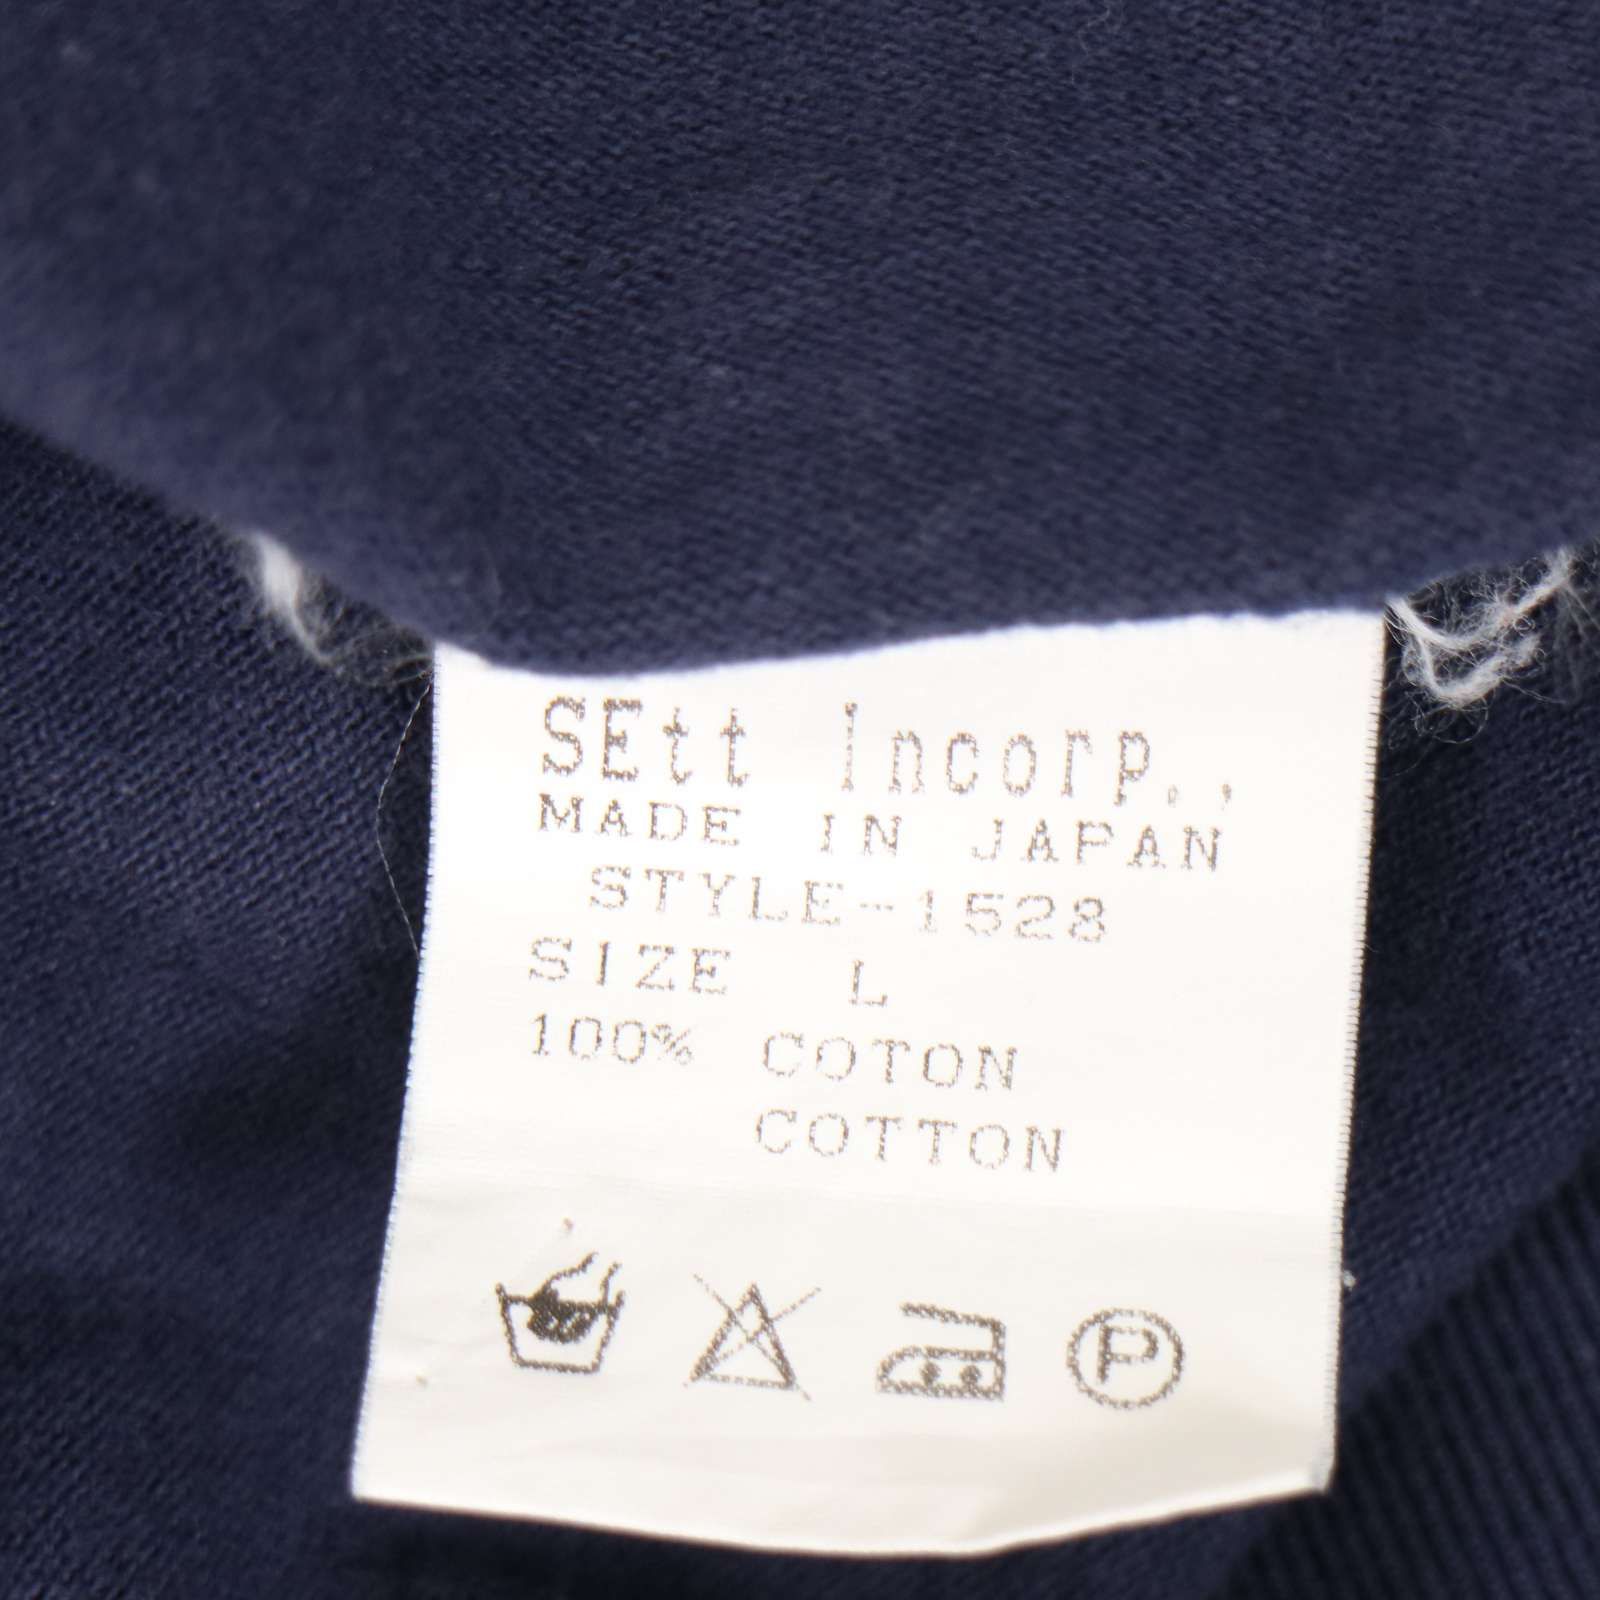 SEtt Incorp.,
MADE IN JAPAN
STYLE-1528
SIZE L
100% COTON
COTTON
P